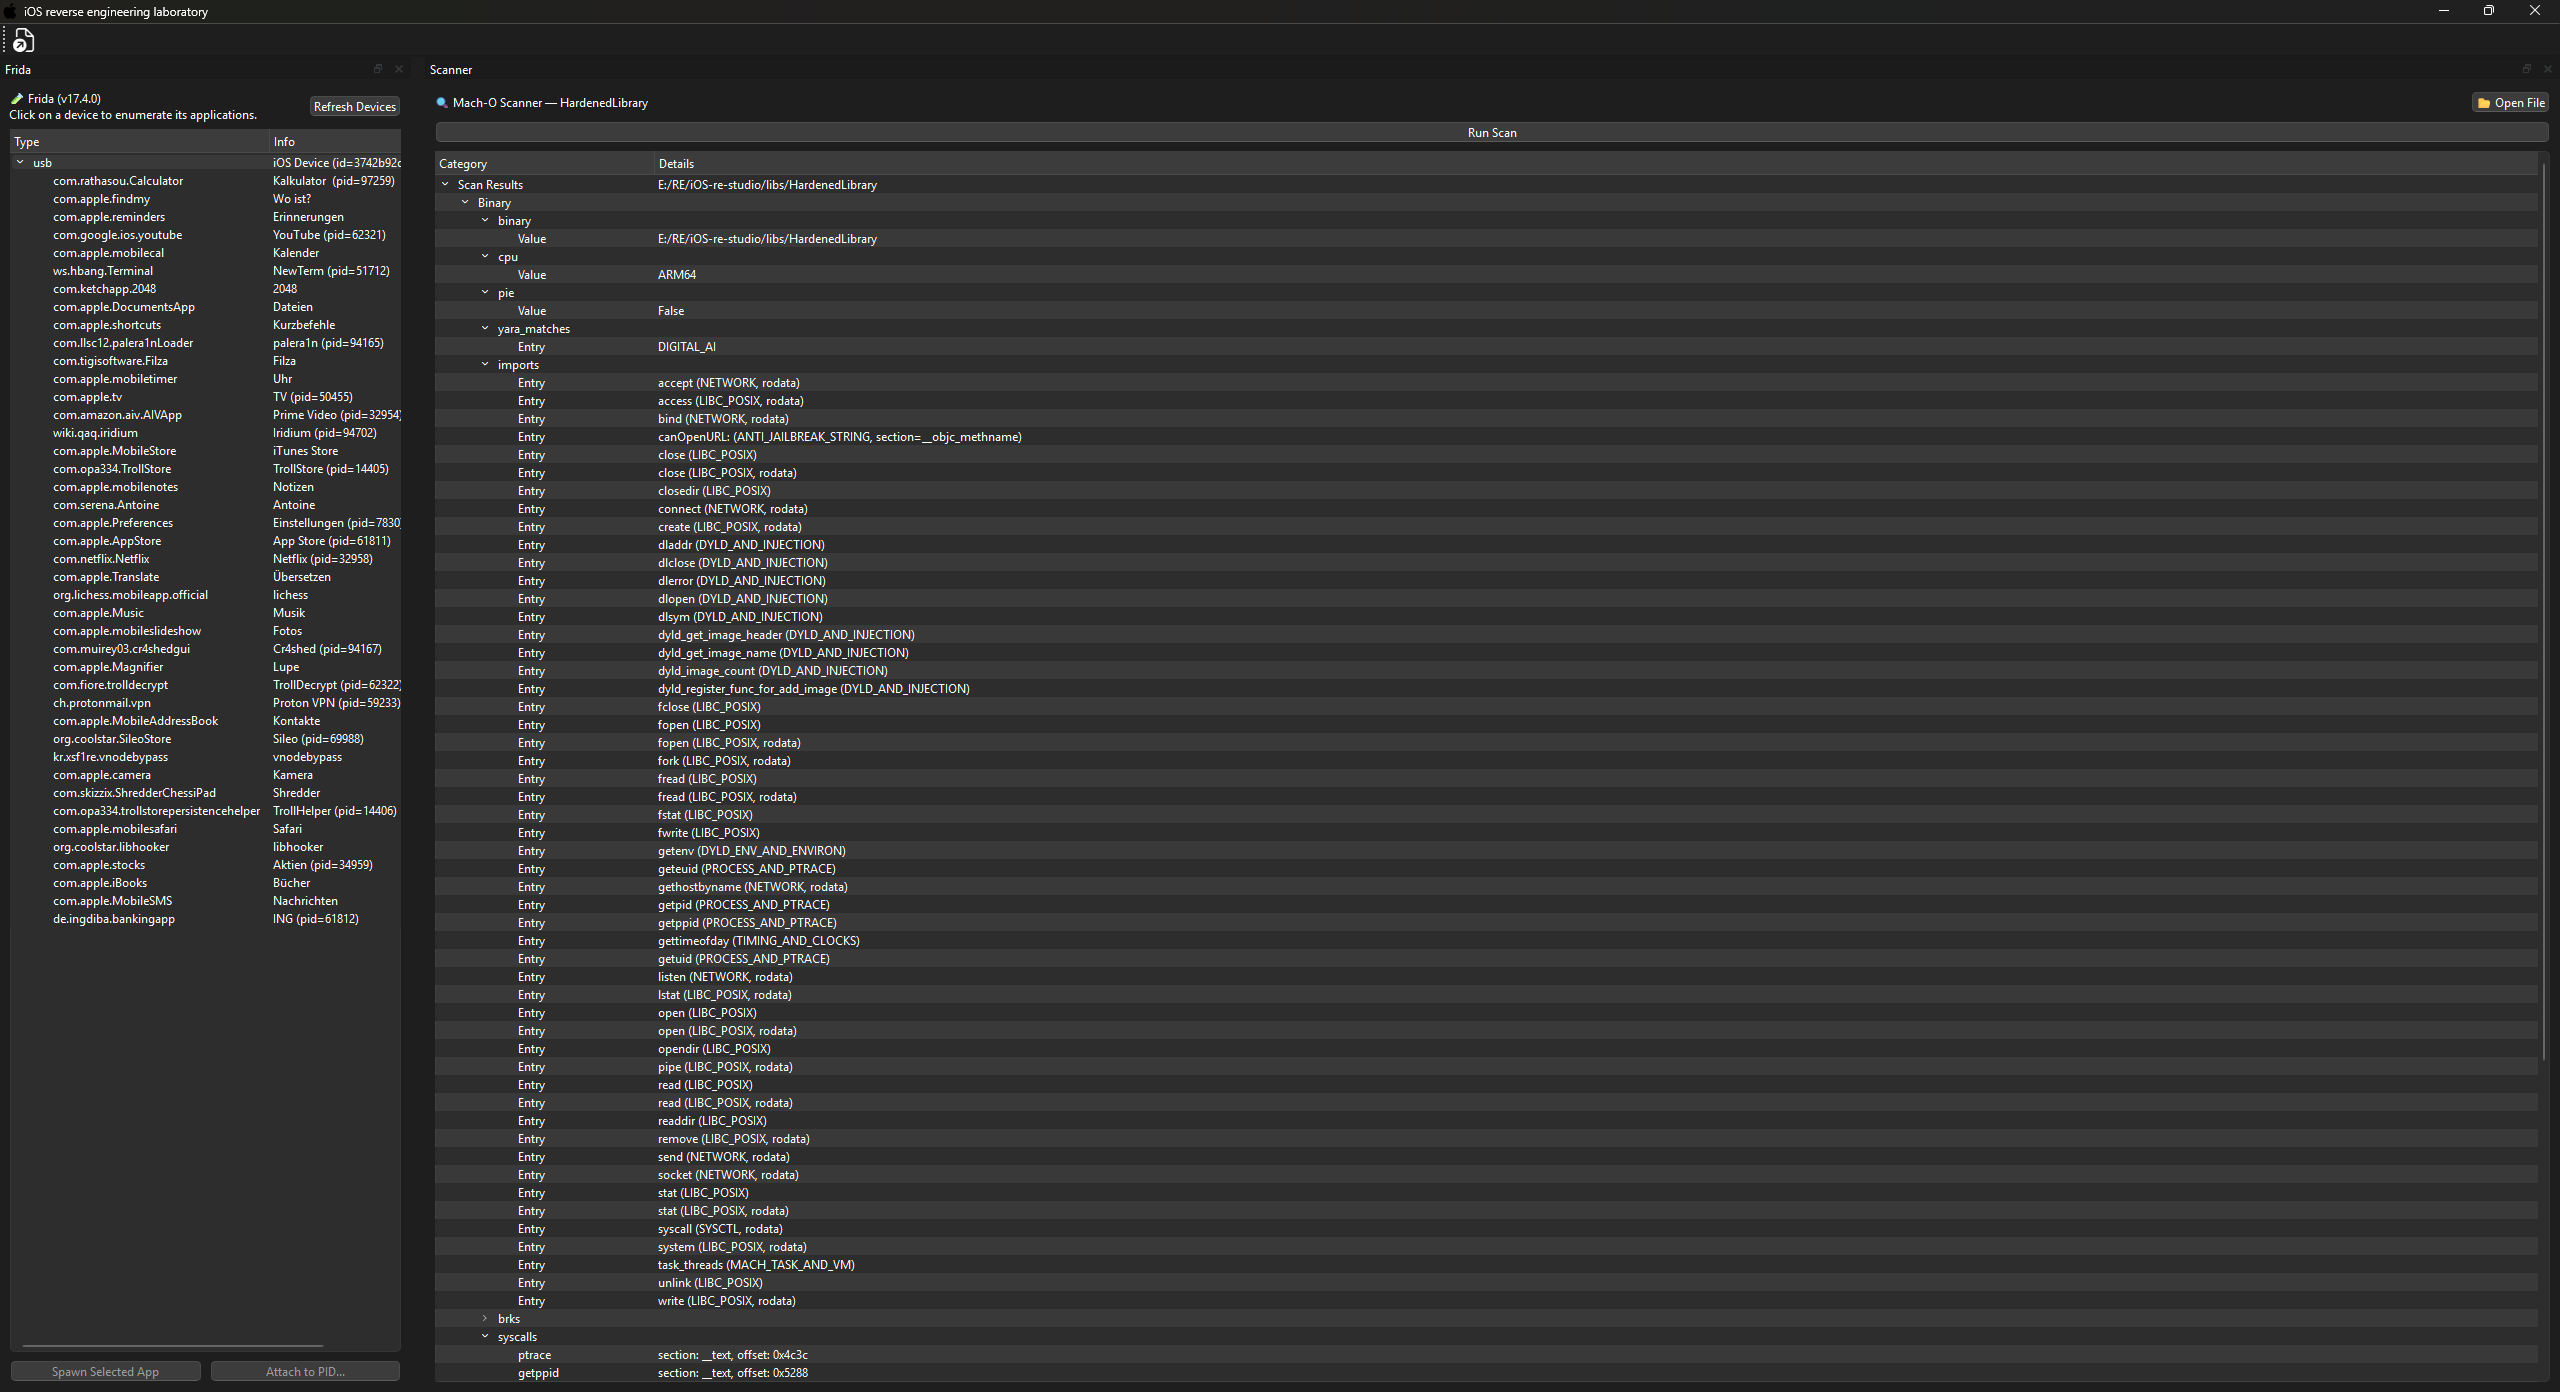 iOS reverse engineering laboratory
Frida
Frida (v17.4.0)
Click on a device to enumerate its applications.
Refresh Devices
Type Info
usb iOS Device (id=3742b92c
com.rathasou.Calculator Kalkulator (pid=97259)
com.apple.findmy Wo ist?
com.apple.reminders Erinnerungen
com.google.ios.youtube YouTube (pid=62321)
com.apple.mobilecal Kalender
ws.hbang.Terminal NewTerm (pid=51712)
com.ketchapp.2048 2048
com.apple.DocumentsApp Dateien
com.apple.shortcuts Kurzbefehle
com.llsc12.palera1nLoader palera1n (pid=94165)
com.tigisoftware.Filza Filza
com.apple.mobiletimer Uhr
com.apple.tv TV (pid=50455)
com.amazon.aiv.AIVApp Prime Video (pid=32954)
wiki.qaq.iridium Iridium (pid=94702)
com.apple.MobileStore iTunes Store
com.opa334.TrollStore TrollStore (pid=14405)
com.apple.mobilenotes Notizen
com.serena.Antoine Antoine
com.apple.Preferences Einstellungen (pid=7830)
com.apple.AppStore App Store (pid=61811)
com.netflix.Netflix Netflix (pid=32958)
com.apple.Translate Übersetzen
org.lichess.mobileapp.official lichess
com.apple.Music Musik
com.apple.mobileslideshow Fotos
com.muirey03.cr4shedgui Cr4shed (pid=94167)
com.apple.Magnifier Lupe
com.fiore.trolldecrypt TrollDecrypt (pid=62322)
ch.protonmail.vpn Proton VPN (pid=59233)
com.apple.MobileAddressBook Kontakte
org.coolstar.SileoStore Sileo (pid=69988)
kr.xsf1re.vnodebypass vnodebypass
com.apple.camera Kamera
com.skizzix.ShredderChessiPad Shredder
com.opa334.trollstorepersistencehelper TrollHelper (pid=14406)
com.apple.mobilesafari Safari
org.coolstar.libhooker libhooker
com.apple.stocks Aktien (pid=34959)
com.apple.iBooks Bücher
com.apple.MobileSMS Nachrichten
de.ingdiba.bankingapp ING (pid=61812)
Spawn Selected App Attach to PID...
Scanner
Mach-O Scanner — HardenedLibrary
Open File
Run Scan
Category Details
Scan Results E:/RE/iOS-re-studio/libs/HardenedLibrary
Binary
binary
Value E:/RE/iOS-re-studio/libs/HardenedLibrary
cpu
Value ARM64
pie
Value False
yara_matches
Entry DIGITAL_AI
imports
Entry accept (NETWORK, rodata)
Entry access (LIBC_POSIX, rodata)
Entry bind (NETWORK, rodata)
Entry canOpenURL: (ANTI_JAILBREAK_STRING, section=__objc_methname)
Entry close (LIBC_POSIX)
Entry close (LIBC_POSIX, rodata)
Entry closedir (LIBC_POSIX)
Entry connect (NETWORK, rodata)
Entry create (LIBC_POSIX, rodata)
Entry dladdr (DYLD_AND_INJECTION)
Entry dlclose (DYLD_AND_INJECTION)
Entry dlerror (DYLD_AND_INJECTION)
Entry dlopen (DYLD_AND_INJECTION)
Entry dlsym (DYLD_AND_INJECTION)
Entry dyld_get_image_header (DYLD_AND_INJECTION)
Entry dyld_get_image_name (DYLD_AND_INJECTION)
Entry dyld_image_count (DYLD_AND_INJECTION)
Entry dyld_register_func_for_add_image (DYLD_AND_INJECTION)
Entry fclose (LIBC_POSIX)
Entry fopen (LIBC_POSIX)
Entry fopen (LIBC_POSIX, rodata)
Entry fork (LIBC_POSIX, rodata)
Entry fread (LIBC_POSIX)
Entry fread (LIBC_POSIX, rodata)
Entry fstat (LIBC_POSIX)
Entry fwrite (LIBC_POSIX)
Entry getenv (DYLD_ENV_AND_ENVIRON)
Entry geteuid (PROCESS_AND_PTRACE)
Entry gethostbyname (NETWORK, rodata)
Entry getpid (PROCESS_AND_PTRACE)
Entry getppid (PROCESS_AND_PTRACE)
Entry gettimeofday (TIMING_AND_CLOCKS)
Entry getuid (PROCESS_AND_PTRACE)
Entry listen (NETWORK, rodata)
Entry lstat (LIBC_POSIX, rodata)
Entry open (LIBC_POSIX)
Entry open (LIBC_POSIX, rodata)
Entry opendir (LIBC_POSIX)
Entry pipe (LIBC_POSIX, rodata)
Entry read (LIBC_POSIX)
Entry read (LIBC_POSIX, rodata)
Entry readdir (LIBC_POSIX)
Entry remove (LIBC_POSIX, rodata)
Entry send (NETWORK, rodata)
Entry socket (NETWORK, rodata)
Entry stat (LIBC_POSIX)
Entry stat (LIBC_POSIX, rodata)
Entry syscall (SYSCTL, rodata)
Entry system (LIBC_POSIX, rodata)
Entry task_threads (MACH_TASK_AND_VM)
Entry unlink (LIBC_POSIX)
Entry write (LIBC_POSIX, rodata)
brks
syscalls
ptrace section: __text, offset: 0x4c3c
getppid section: __text, offset: 0x5288